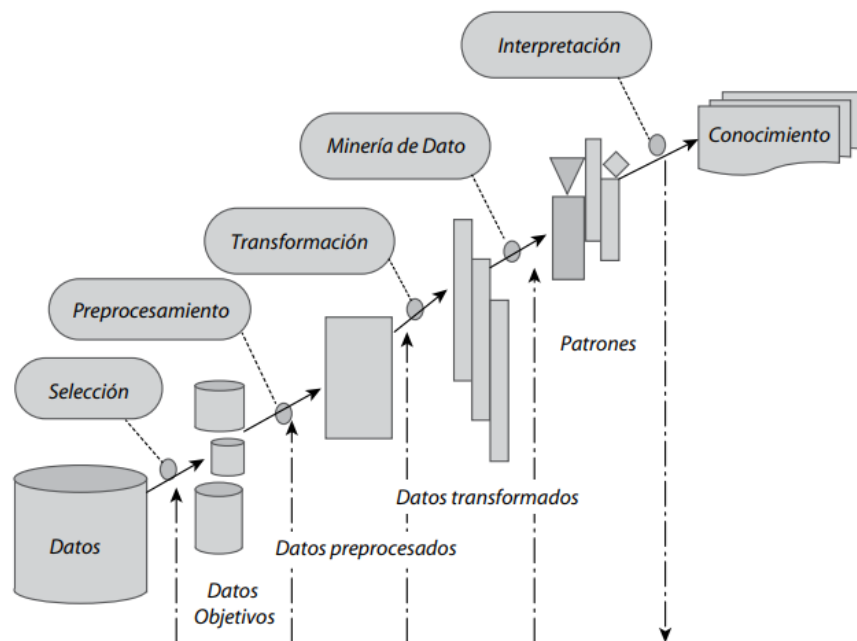 Interpretación
Conocimiento
Minería de Dato
Transformación
Preprocesamiento
Patrones
Selección
Datos transformados
Datos
Datos preprocesados
Datos
Objetivos